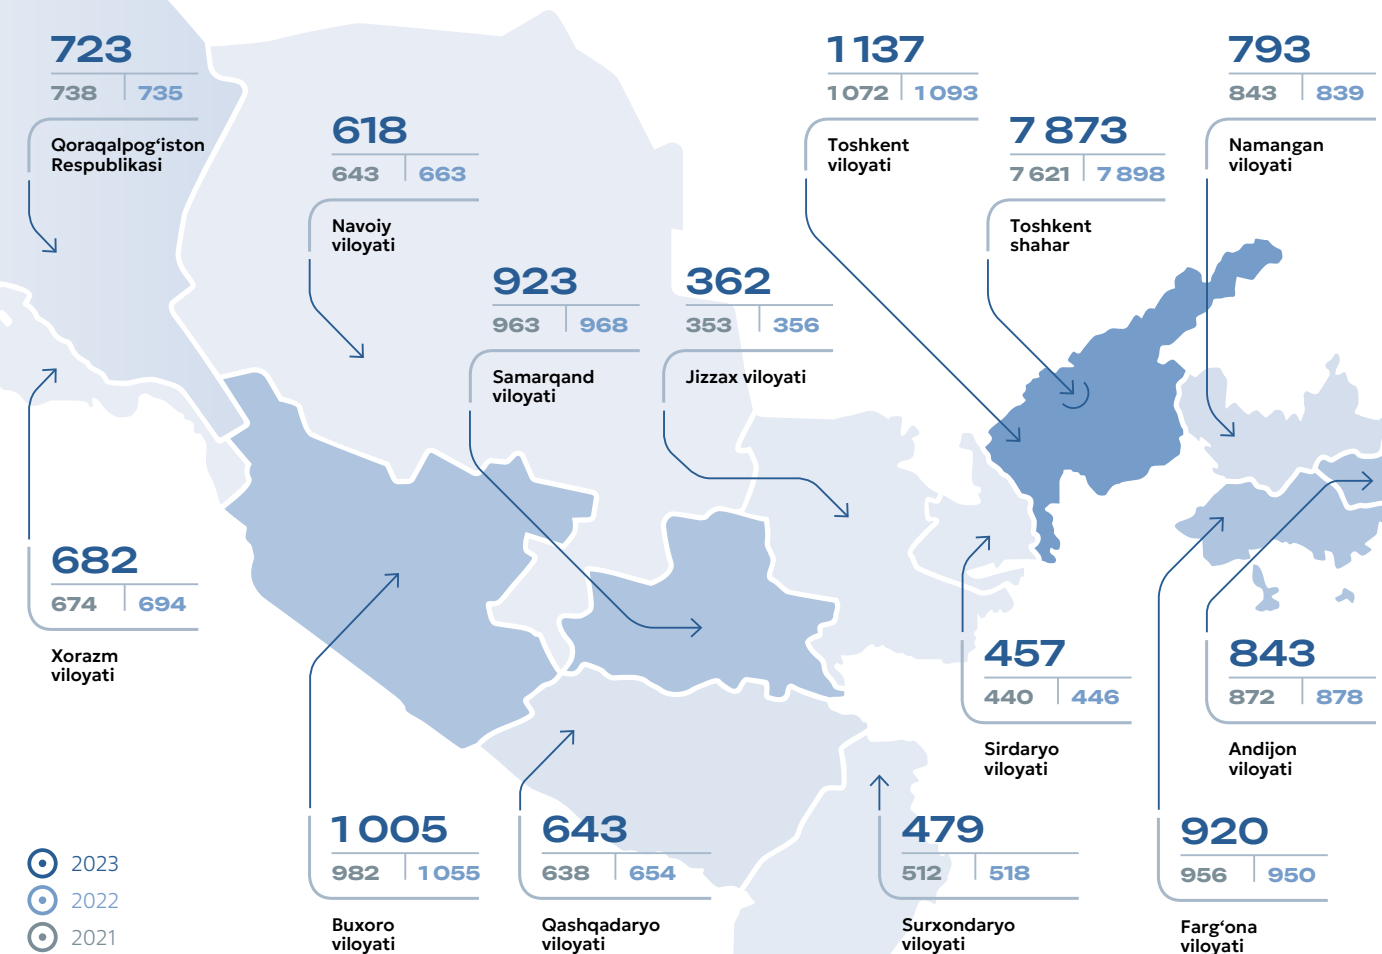 723
738 735
Qoraqalpog‘iston
Respublikasi
618
643 663
Navoiy
viloyati
923
963 968
Samarqand
viloyati
362
353 356
Jizzax viloyati
1 137
1 072 1 093
Toshkent
viloyati
7 873
7 621 7 898
Toshkent
shahar
793
843 839
Namangan
viloyati
682
674 694
Xorazm
viloyati
457
440 446
Sirdaryo
viloyati
843
872 878
Andijon
viloyati
1 005
982 1 055
Buxoro
viloyati
643
638 654
Qashqadaryo
viloyati
479
512 518
Surxondaryo
viloyati
920
956 950
Farg‘ona
viloyati
2023
2022
2021